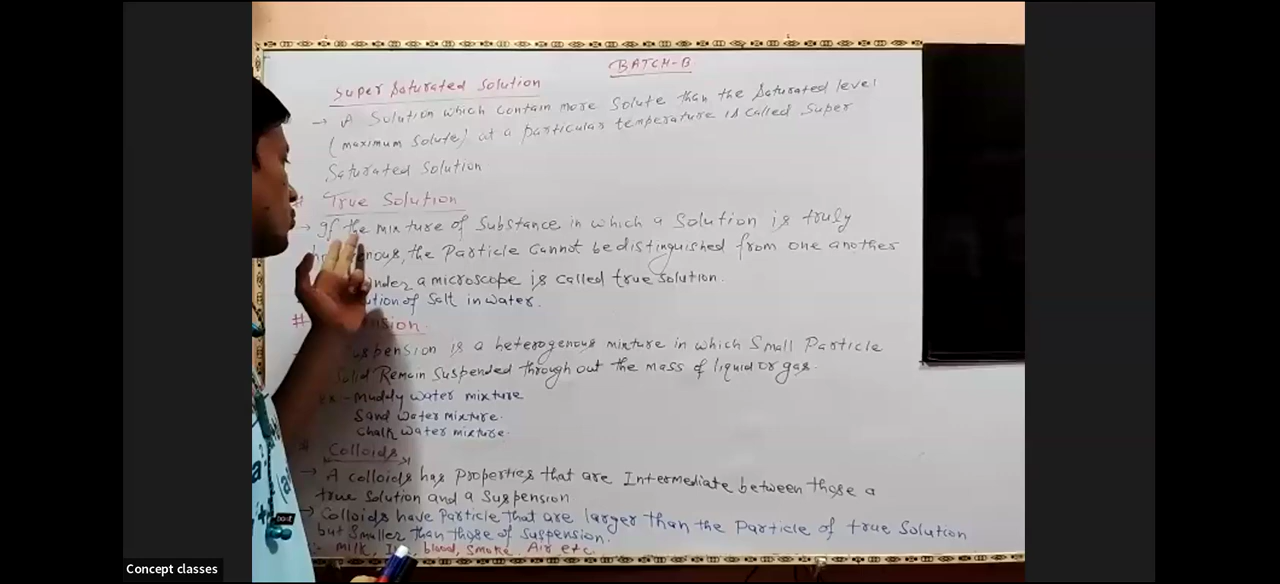 BATCH-B
Super Saturated Solution
→ A Solution which contain more Solute than the Saturated level
(maximum Solute) at a particular temperature is called Super
Saturated Solution
# True Solution
→ If the mixture of Substance in which a Solution is truly
the Particle Cannot be distinguished from one another
under a microscope is called true solution.
of Salt in water.
#
is a heterogenous mixture in which Small Particle
Solid Remain Suspended through out the mass of liquid or gas.
ex - Muddy water mixture
Sand water mixture.
Chalk water mixture.
# Colloids
→ A colloids has Properties that are Intermediate between those a
true Solution and a Suspension
→ Colloids have Particle that are larger than the Particle of true Solution
but Smaller than those of suspension.
milk, blood, Smoke, Air etc.
Concept classes